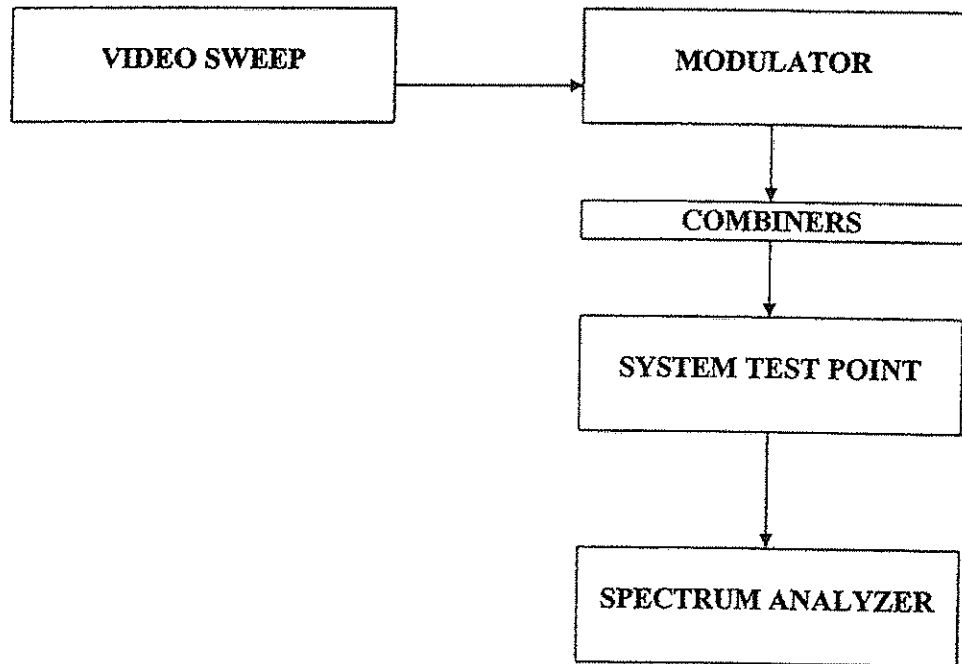 VIDEO SWEEP
MODULATOR
COMBINERS
SYSTEM TEST POINT
SPECTRUM ANALYZER